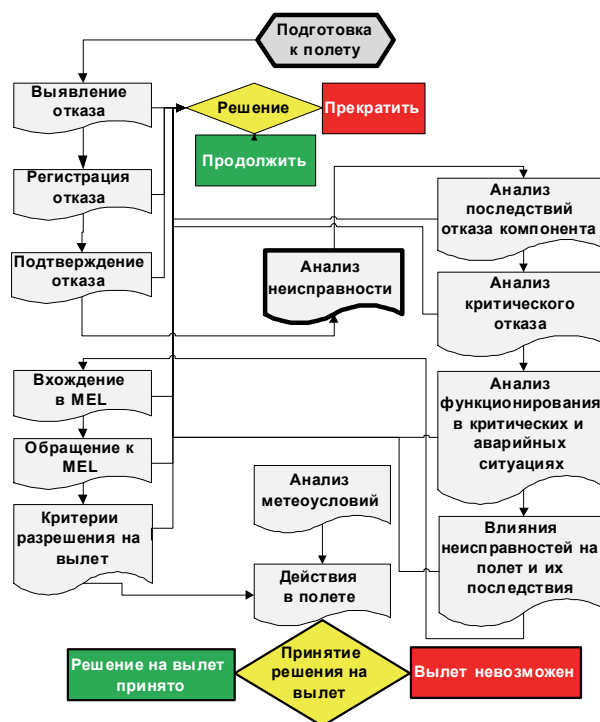 Подготовка
к полету
Выявление
отказа
Решение
Прекратить
Продолжить
Регистрация
отказа
Подтверждение
отказа
Анализ
неисправности
Анализ
последствий
отказа компонента
Анализ
критического
отказа
Анализ
функционирования
в критических и
аварийных
ситуациях
Влияния
неисправностей на
полет и их
последствия
Вхождение
в MEL
Обращение к
MEL
Критерии
разрешения на
вылет
Анализ
метеоусловий
Действия
в полете
Решение на вылет
принято
Принятие
решения на
вылет
Вылет невозможен